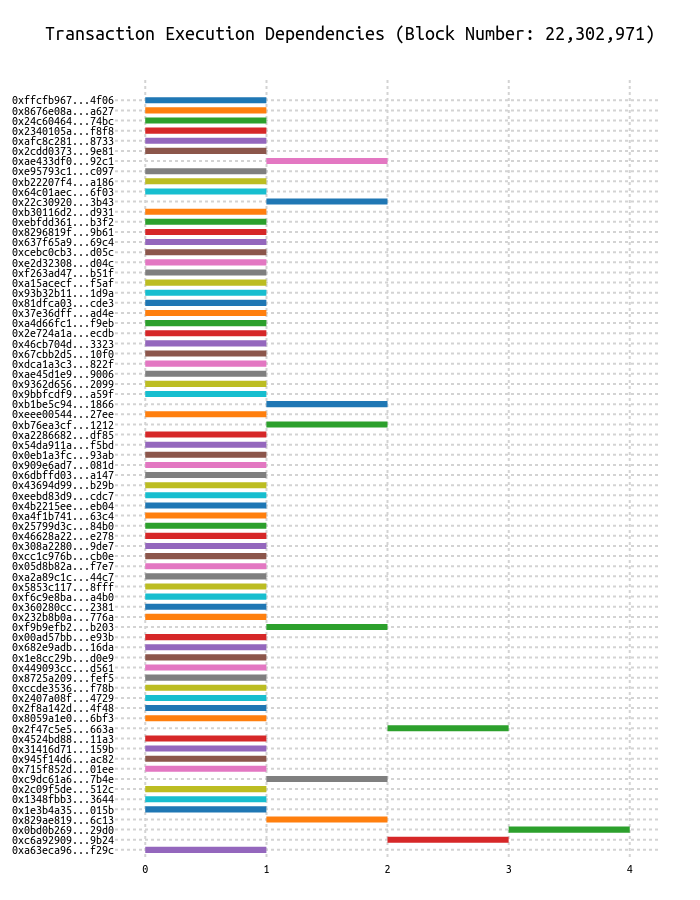 Transaction Execution Dependencies (Block Number: 22,302,971)
0xffcfb967...4f06
0x8676e08a...a627
0x24c60464...74bc
0x2340105a...f8f8
0xafc8c281...8733
0x2cdd0373...9e81
0xae433df0...92c1
0xe95793c1...c097
0xb22207f4...a186
0x64c01aec...6f03
0x22c30920...3b43
0xb30116d2...d931
0xebfdd361...b3f2
0x8296819f...9b61
0x637f65a9...69c4
0xcebc0cb3...d05c
0xe2d32308...d04c
0xf263ad47...b51f
0xa15acecf...f5af
0x93b32b11...1d9a
0x81dfca03...cde3
0x37e36dff...ad4e
0xa4d66fc1...f9eb
0x2e724a1a...ecdb
0x46cb704d...3323
0x67cbb2d5...10f0
0xdca1a3c3...822f
0xae45d1e9...9006
0x9362d656...2099
0x9bbfcdf9...a59f
0xb1be5c94...1866
0xeee00544...27ee
0xb76ea3cf...1212
0xa2286682...df85
0x54da911a...f5bd
0x0eb1a3fc...93ab
0x909e6ad7...081d
0x6dbffd03...a147
0x43694d99...b29b
0xeebd83d9...cdc7
0x4b2215ee...eb04
0xa4f1b741...63c4
0x25799d3c...84b0
0x46628a22...e278
0x308a2280...9de7
0xcc1c976b...cb0e
0x05d8b82a...f7e7
0xa2a89c1c...44c7
0x5853c117...8fff
0xf6c9e8ba...a4b0
0x360280cc...2381
0x232b8b0a...776a
0xf9b9efb2...b203
0x00ad57bb...e93b
0x682e9adb...16da
0x1e8cc29b...d0e9
0x449093cc...d561
0x8725a209...fef5
0xccde3536...f78b
0x2407a08f...4729
0x2f8a142d...4f48
0x8059a1e0...6bf3
0x2f47c5e5...663a
0x4524bd88...11a3
0x31416d71...159b
0x945f14d6...ac82
0x715f852d...01ee
0xc9dc61a6...7b4e
0x2c09f5de...512c
0x1348fbb3...3644
0x1e3b4a35...015b
0x829ae819...6c13
0x0bd0b269...29d0
0xc6a92909...9b24
0xa63eca96...f29c
0 1 2 3 4